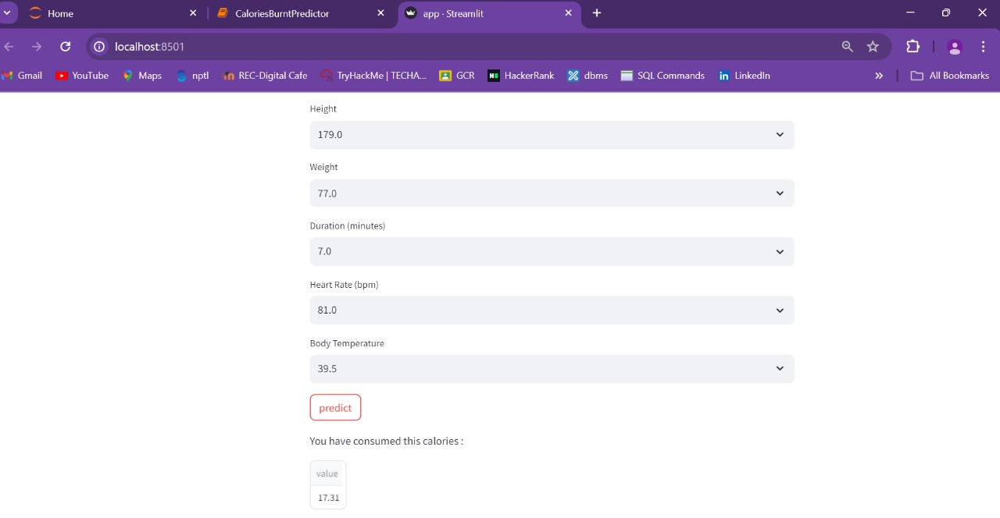 Home
CaloriesBurntPredictor
app · Streamlit
localhost:8501
Gmail YouTube Maps nptl REC-Digital Cafe TryHackMe | TECHA... GCR HackerRank dbms SQL Commands LinkedIn All Bookmarks
Height
179.0
Weight
77.0
Duration (minutes)
7.0
Heart Rate (bpm)
81.0
Body Temperature
39.5
predict
You have consumed this calories :
value
17.31